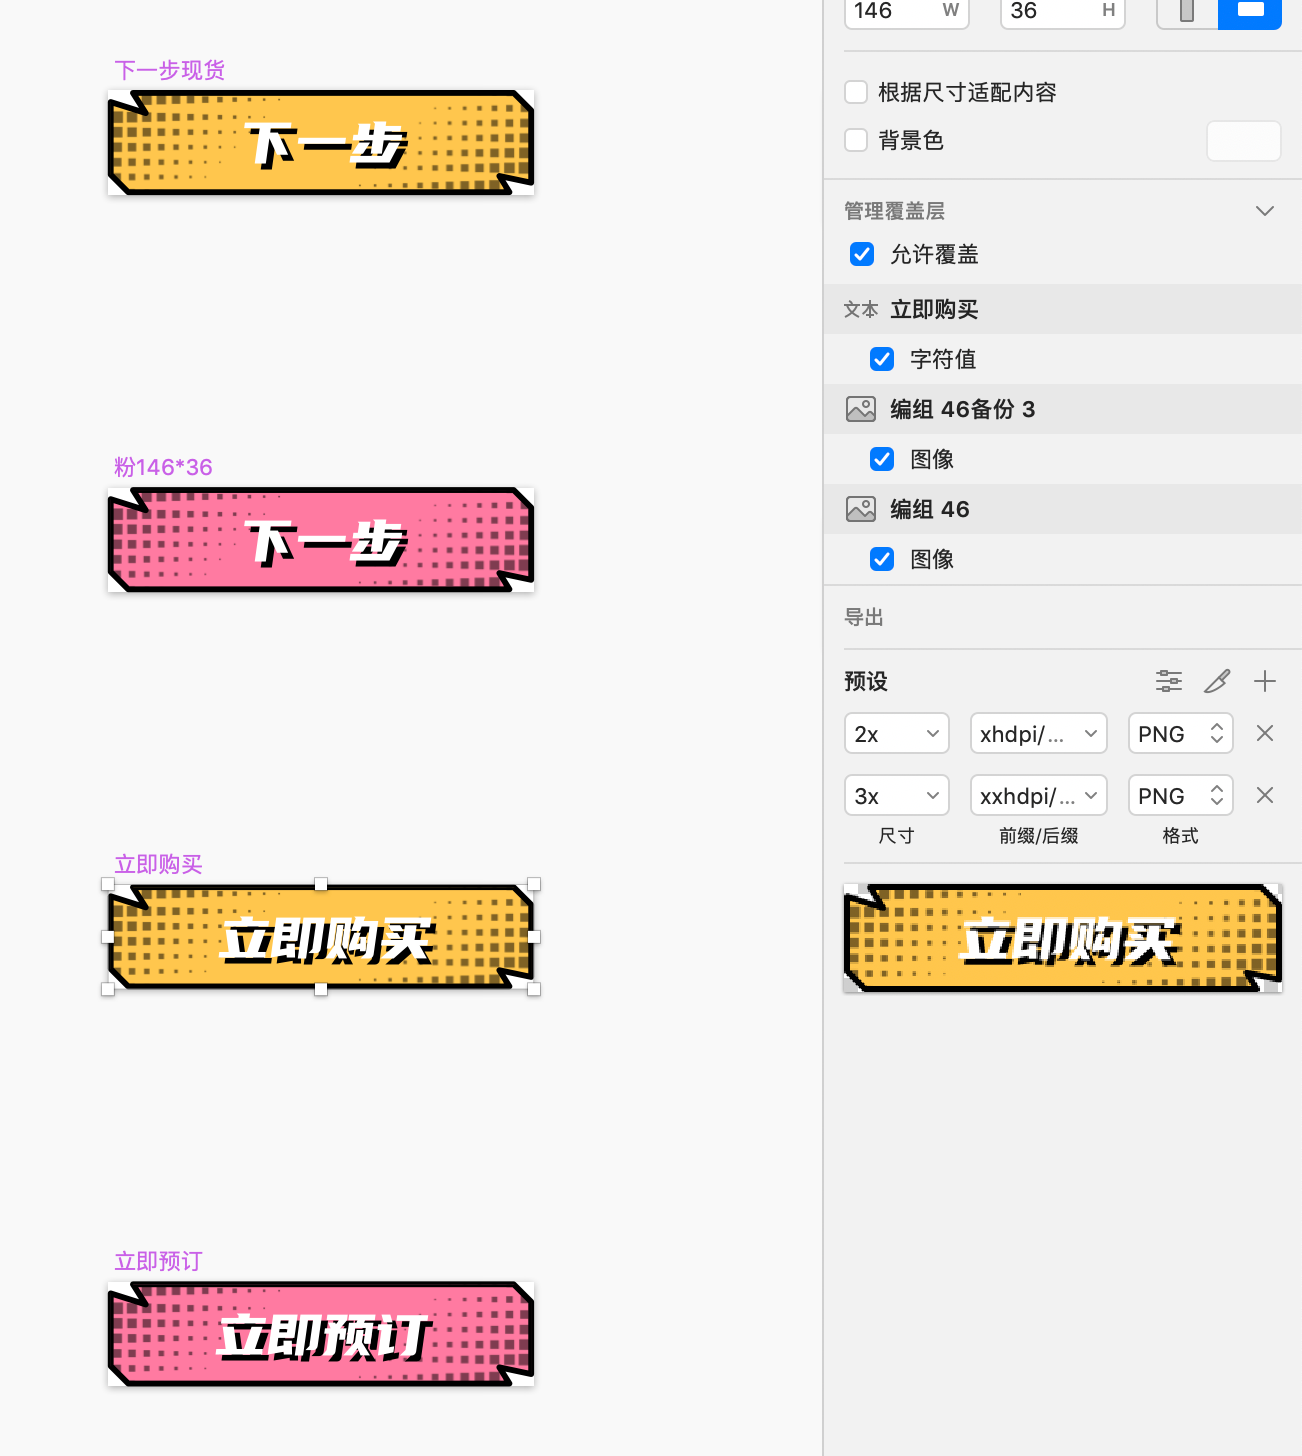 下一步现货
下一步
粉146*36
下一步
立即购买
立即购买
立即预订
立即预订
146 W 36 H
根据尺寸适配内容
背景色
管理覆盖层
允许覆盖
文本 立即购买
字符值
编组 46备份 3
图像
编组 46
图像
导出
预设
2x xhdpi/... PNG
3x xxhdpi/... PNG
尺寸 前缀/后缀 格式
立即购买